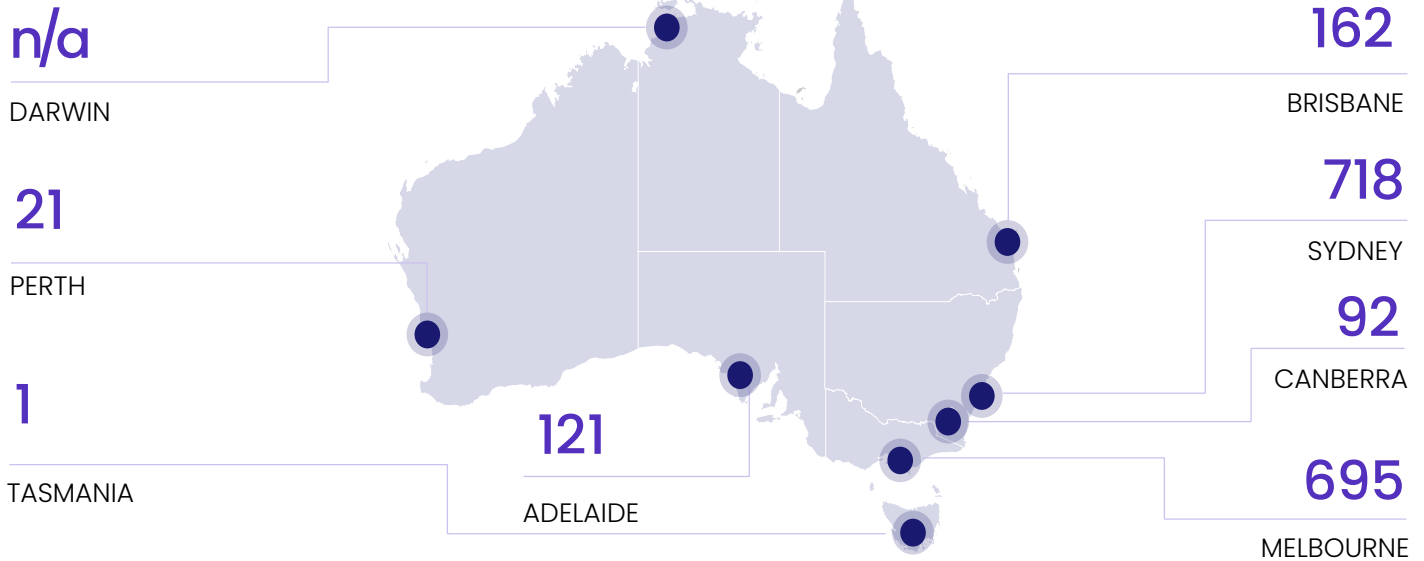 n/a
DARWIN
21
PERTH
1
TASMANIA
121
ADELAIDE
162
BRISBANE
718
SYDNEY
92
CANBERRA
695
MELBOURNE